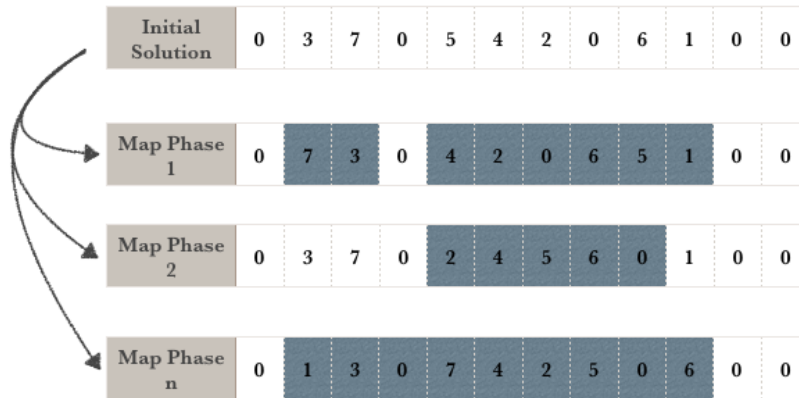 Initial Solution 0 3 7 0 5 4 2 0 6 1 0 0
Map Phase 1 0 7 3 0 4 2 0 6 5 1 0 0
Map Phase 2 0 3 7 0 2 4 5 6 0 1 0 0
Map Phase n 0 1 3 0 7 4 2 5 0 6 0 0